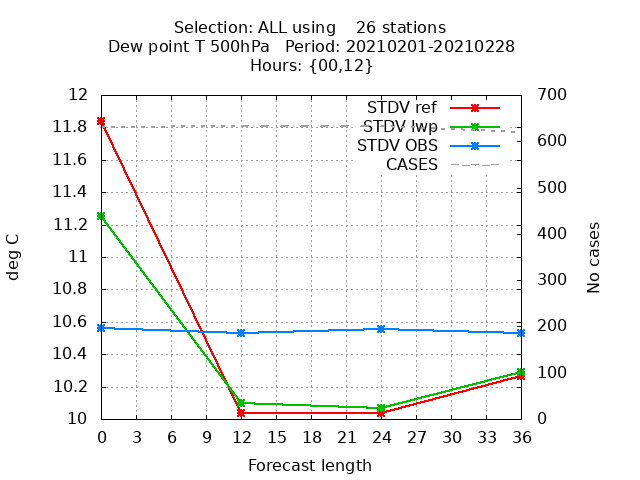 Selection: ALL using    26 stations
Dew point T 500hPa   Period: 20210201-20210228
Hours: {00,12}
12
11.8
11.6
11.4
11.2
11
10.8
10.6
10.4
10.2
10
700
600
500
400
300
200
100
0
STDV ref
STDV lwp
STDV OBS
CASES
deg C
No cases
0 3 6 9 12 15 18 21 24 27 30 33 36
Forecast length